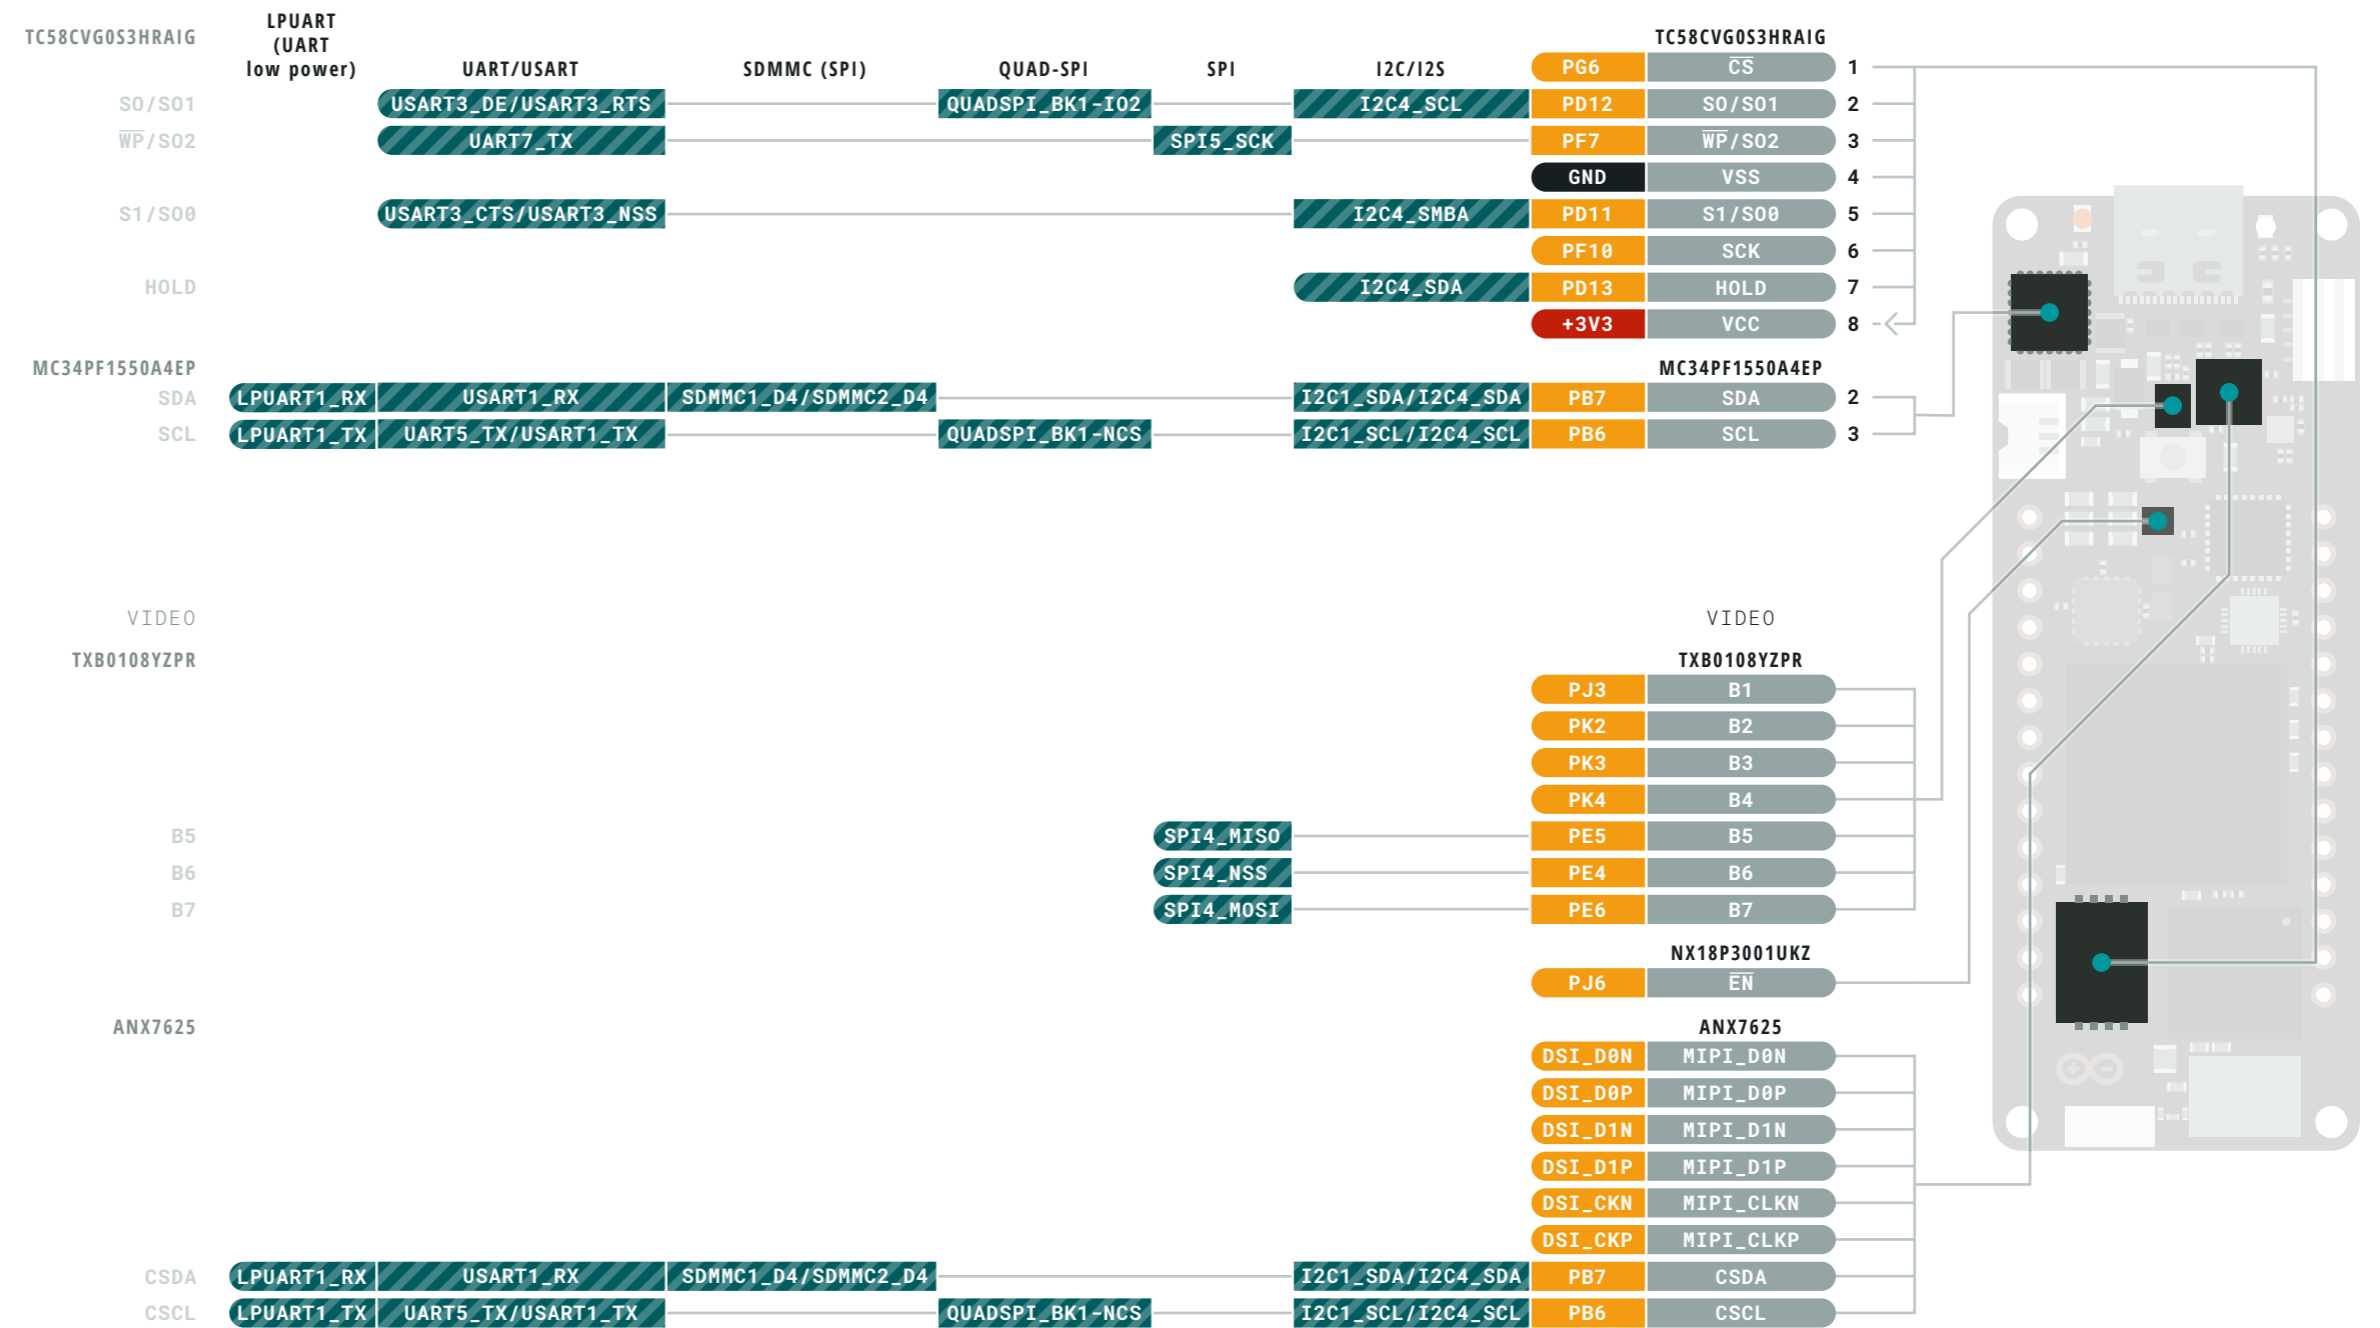 TC58CVG0S3HRAIG
LPUART
(UART
low power)
UART/USART
SDMMC (SPI)
QUAD-SPI
SPI
I2C/I2S
TC58CVG0S3HRAIG
PG6 CS 1
SO/SO1 USART3_DE/USART3_RTS QUADSPI_BK1-IO2 I2C4_SCL PD12 SO/SO1 2
WP/SO2 UART7_TX SPI5_SCK PF7 WP/SO2 3
GND VSS 4
S1/SO0 USART3_CTS/USART3_NSS I2C4_SMBA PD11 S1/SO0 5
PF10 SCK 6
HOLD I2C4_SDA PD13 HOLD 7
+3V3 VCC 8
MC34PF1550A4EP MC34PF1550A4EP
SDA LPUART1_RX USART1_RX SDMMC1_D4/SDMMC2_D4 I2C1_SDA/I2C4_SDA PB7 SDA 2
SCL LPUART1_TX UART5_TX/USART1_TX QUADSPI_BK1-NCS I2C1_SCL/I2C4_SCL PB6 SCL 3
VIDEO VIDEO
TXB0108YZPR TXB0108YZPR
PJ3 B1
PK2 B2
PK3 B3
PK4 B4
B5 SPI4_MISO PE5 B5
B6 SPI4_NSS PE4 B6
B7 SPI4_MOSI PE6 B7
NX18P3001UKZ
PJ6 EN
ANX7625 ANX7625
DSI_D0N MIPI_D0N
DSI_D0P MIPI_D0P
DSI_D1N MIPI_D1N
DSI_D1P MIPI_D1P
DSI_CKN MIPI_CLKN
DSI_CKP MIPI_CLKP
CSDA LPUART1_RX USART1_RX SDMMC1_D4/SDMMC2_D4 I2C1_SDA/I2C4_SDA PB7 CSDA
CSCL LPUART1_TX UART5_TX/USART1_TX QUADSPI_BK1-NCS I2C1_SCL/I2C4_SCL PB6 CSCL